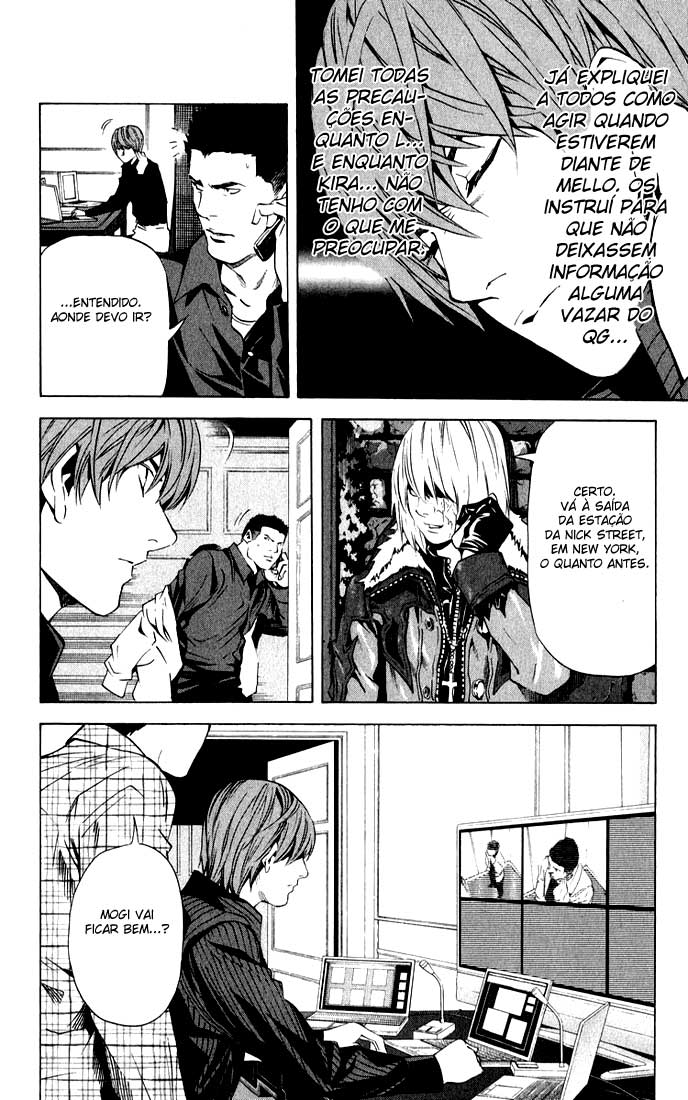 JÁ EXPLIQUEI
A TODOS COMO
AGIR QUANDO
ESTIVEREM
DIANTE DE
MELLO. OS
INSTRUÍ PARA
QUE NÃO
DEIXASSEM
INFORMAÇÃO
ALGUMA
VAZAR DO
QG...
TOMEI TODAS
AS PRECAU-
ÇÕES EN-
QUANTO L...
E ENQUANTO
KIRA... NÃO
TENHO COM
O QUE ME
PREOCUPAR.
...ENTENDIDO.
AONDE DEVO IR?
CERTO.
VÁ À SAÍDA
DA ESTAÇÃO
DA NICK STREET,
EM NEW YORK,
O QUANTO ANTES.
MOGI VAI
FICAR BEM...?